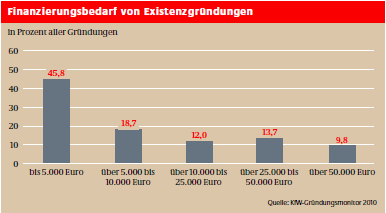 Finanzierungsbedarf von Existenzgründungen
in Prozent aller Gründungen
60
50
40
30
20
10
0
45,8
18,7
12,0
13,7
9,8
bis 5.000 Euro
über 5.000 bis
10.000 Euro
über 10.000 bis
25.000 Euro
über 25.000 bis
50.000 Euro
über 50.000 Euro
Quelle: KfW-Gründungsmonitor 2010